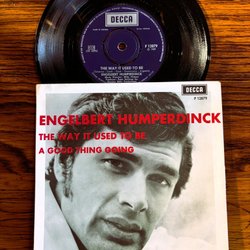 DECCA
F 12879
THE WAY IT USED TO BE
ENGELBERT HUMPERDINCK
DECCA
F 12879
ENGELBERT HUMPERDINCK
THE WAY IT USED TO BE
A GOOD THING GOING